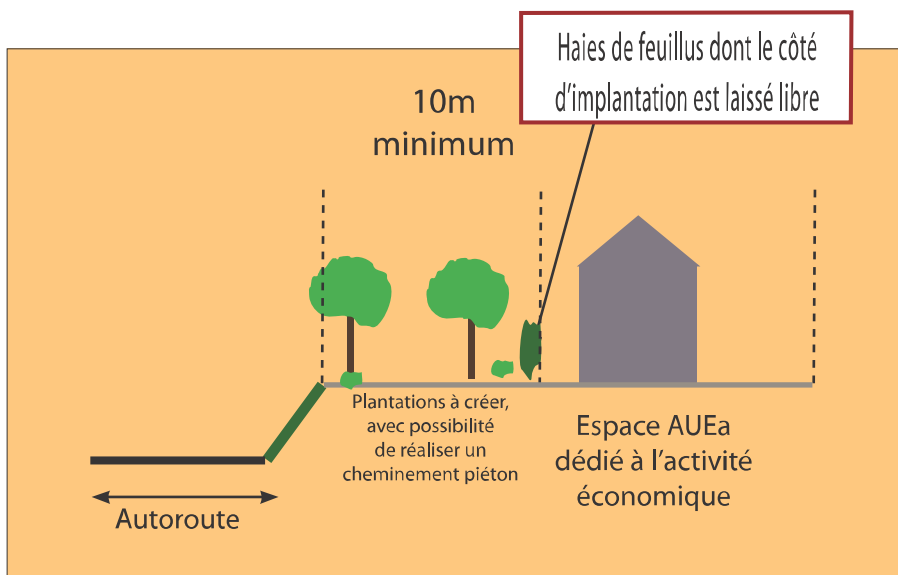 Haies de feuillus dont le côté
d’implantation est laissé libre
10m
minimum
Plantations à créer,
avec possibilité
de réaliser un
cheminement piéton
Espace AUEa
dédié à l’activité
économique
Autoroute